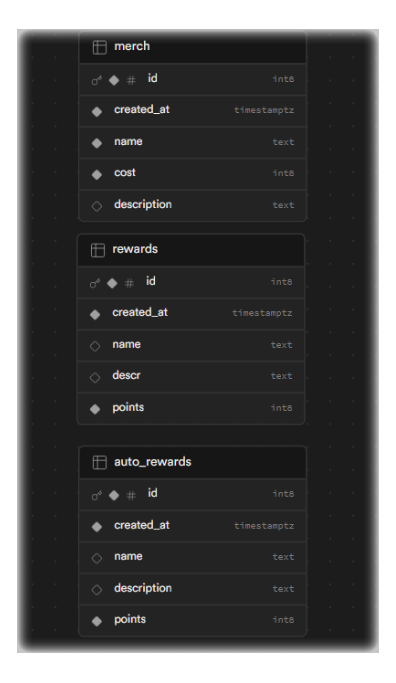 merch
# id int8
created_at timestamptz
name text
cost int8
description text
rewards
# id int8
created_at timestamptz
name text
descr text
points int8
auto_rewards
# id int8
created_at timestamptz
name text
description text
points int8